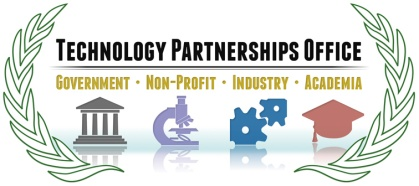 Technology Partnerships Office
Government • Non-Profit • Industry • Academia